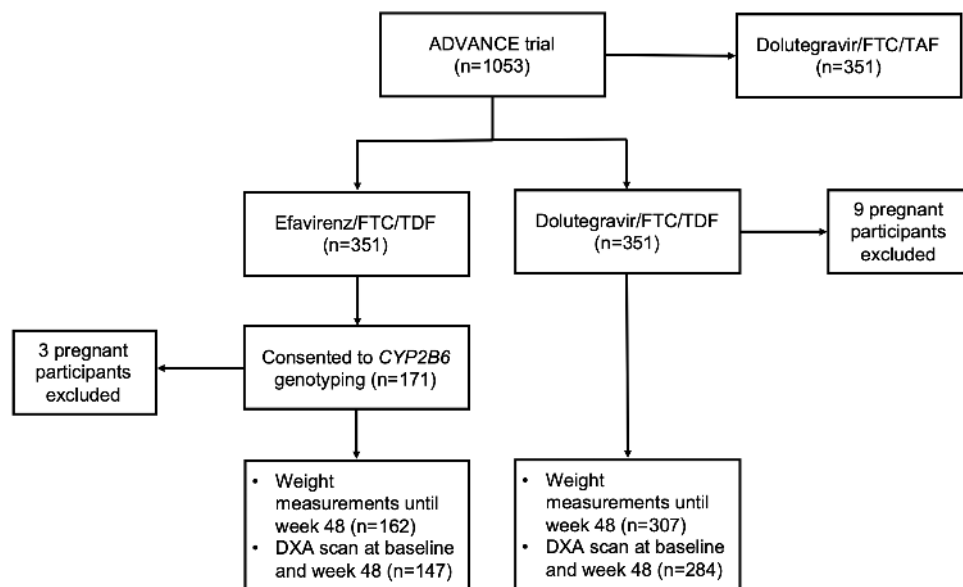 ADVANCE trial
(n=1053)
Dolutegravir/FTC/TAF
(n=351)
Efavirenz/FTC/TDF
(n=351)
Dolutegravir/FTC/TDF
(n=351)
9 pregnant
participants
excluded
3 pregnant
participants
excluded
Consented to CYP2B6
genotyping (n=171)
• Weight
measurements until
week 48 (n=162)
• DXA scan at baseline
and week 48 (n=147)
• Weight
measurements until
week 48 (n=307)
• DXA scan at baseline
and week 48 (n=284)